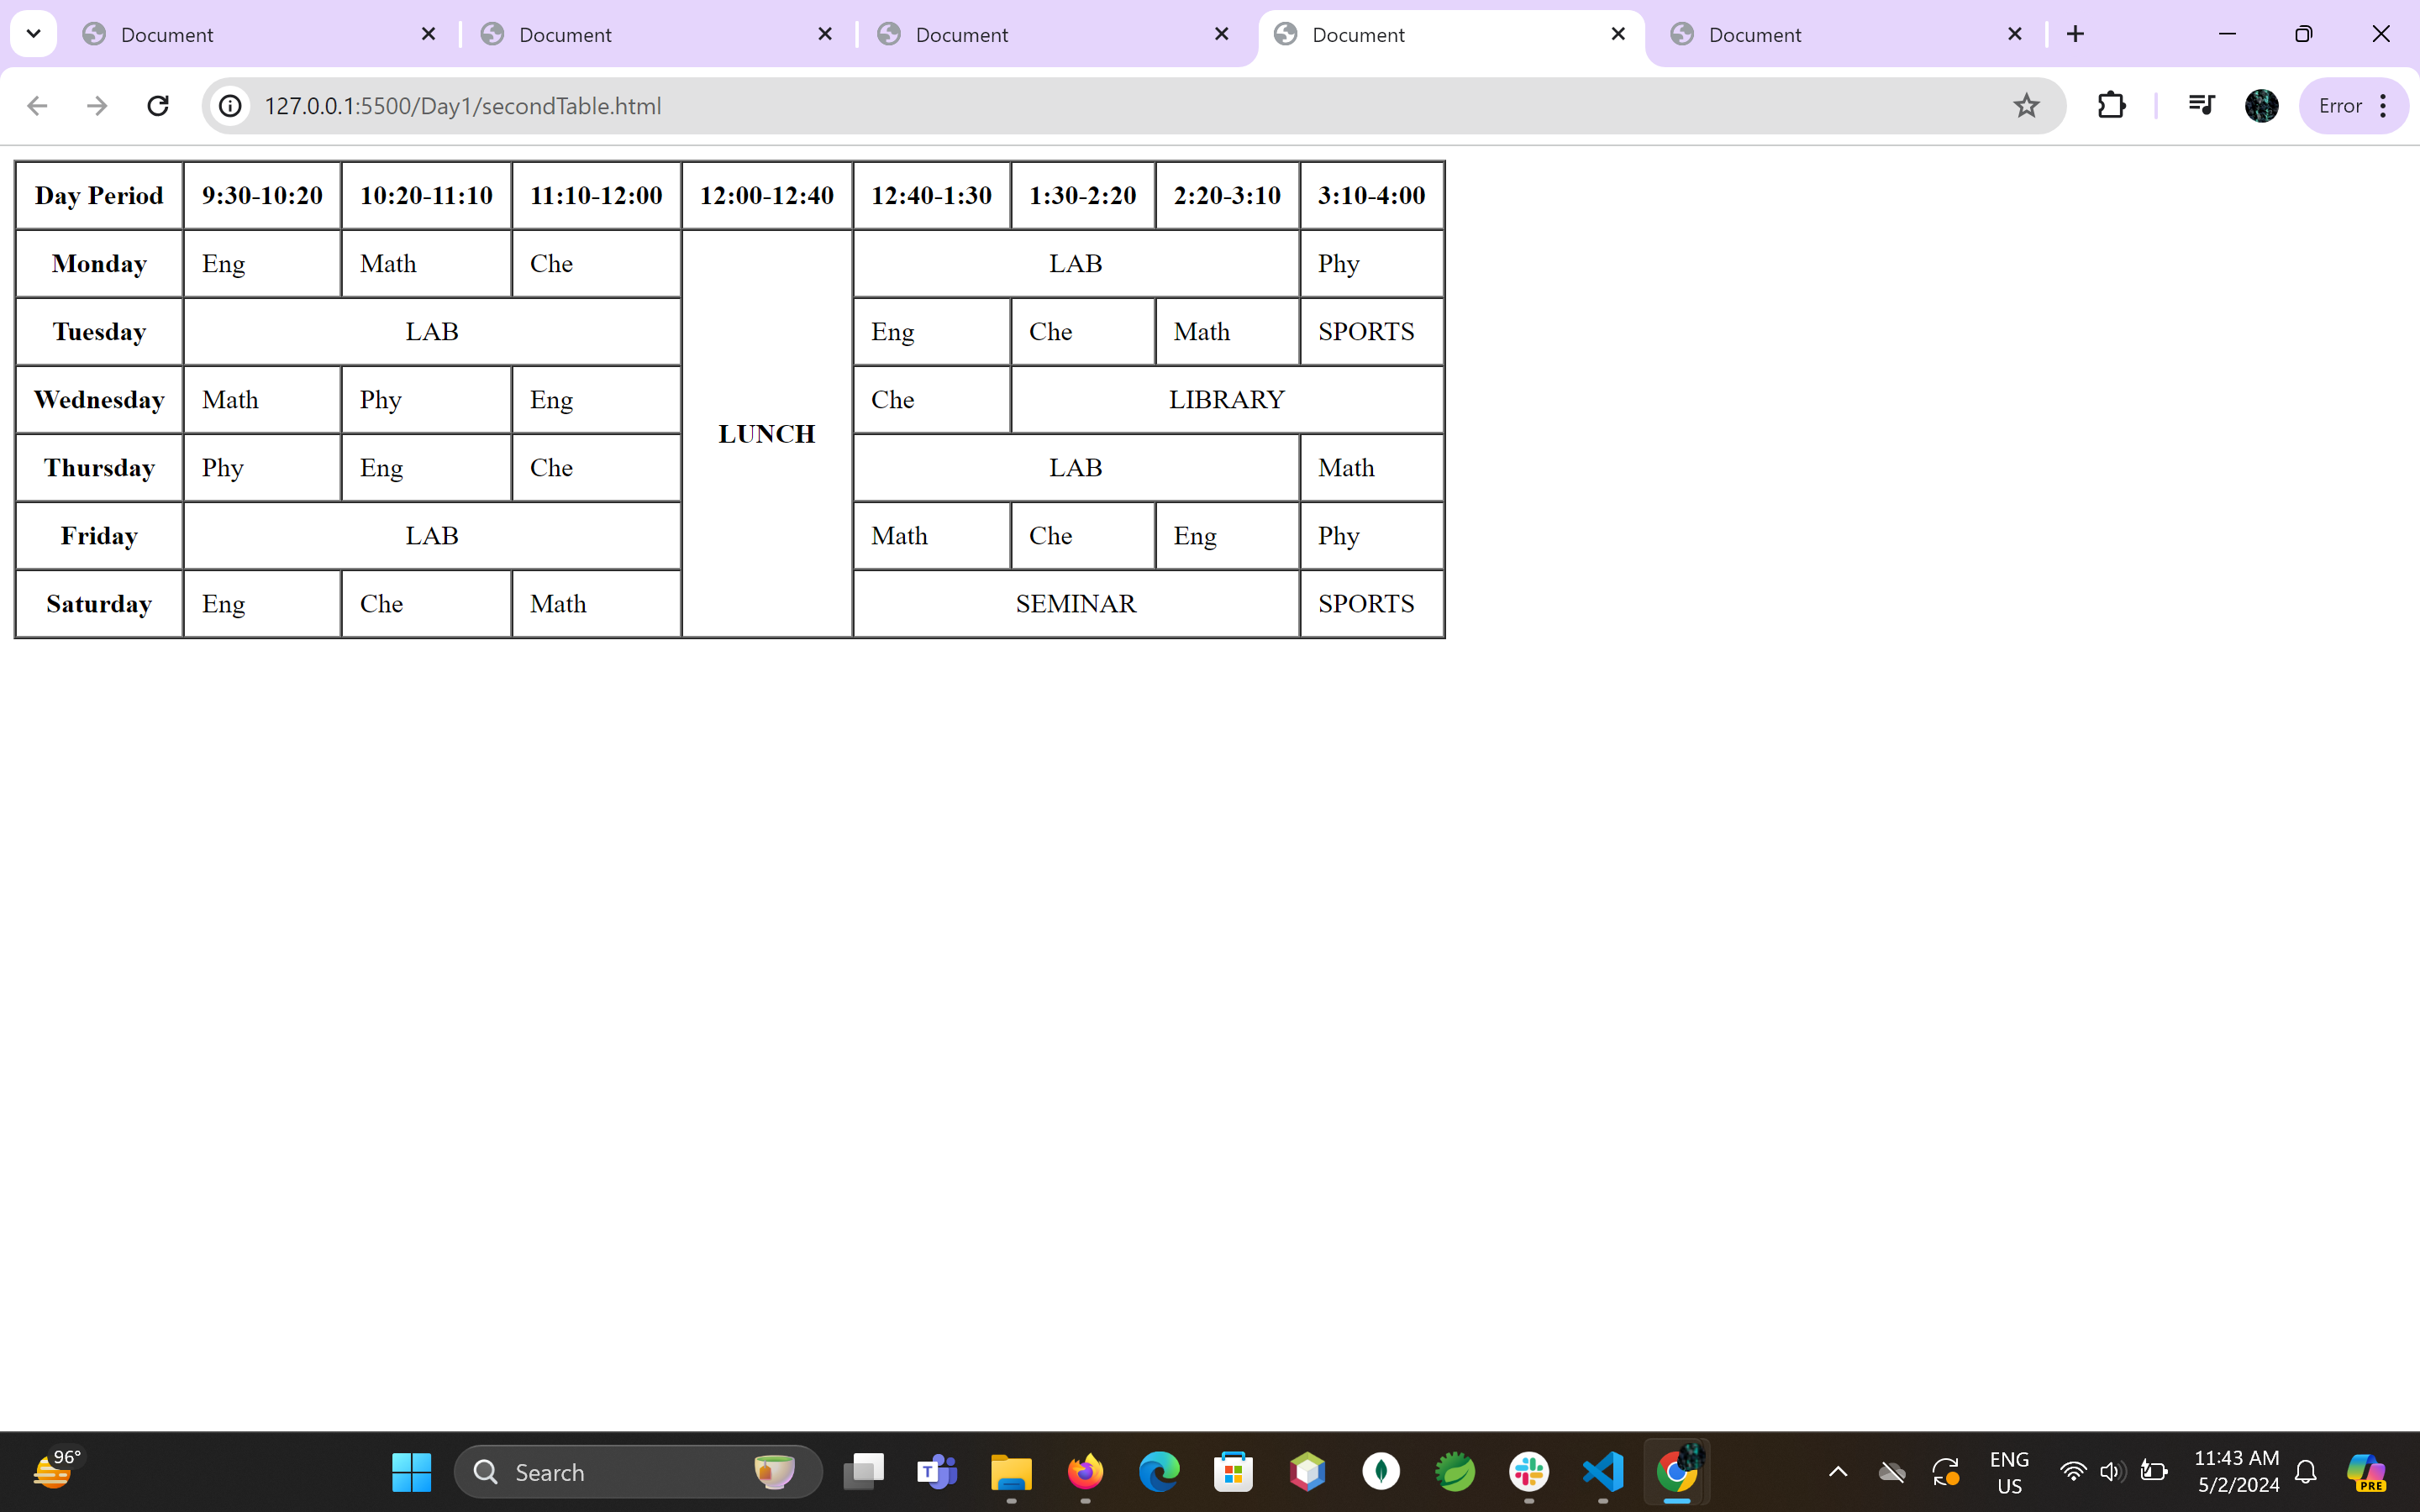 Document Document Document Document Document
127.0.0.1:5500/Day1/secondTable.html Error
Day Period 9:30-10:20 10:20-11:10 11:10-12:00 12:00-12:40 12:40-1:30 1:30-2:20 2:20-3:10 3:10-4:00
Monday Eng Math Che LAB Phy
Tuesday LAB Eng Che Math SPORTS
Wednesday Math Phy Eng Che LIBRARY
LUNCH
Thursday Phy Eng Che LAB Math
Friday LAB Math Che Eng Phy
Saturday Eng Che Math SEMINAR SPORTS
96° Search T ENG 11:43 AM
US 5/2/2024 PRE